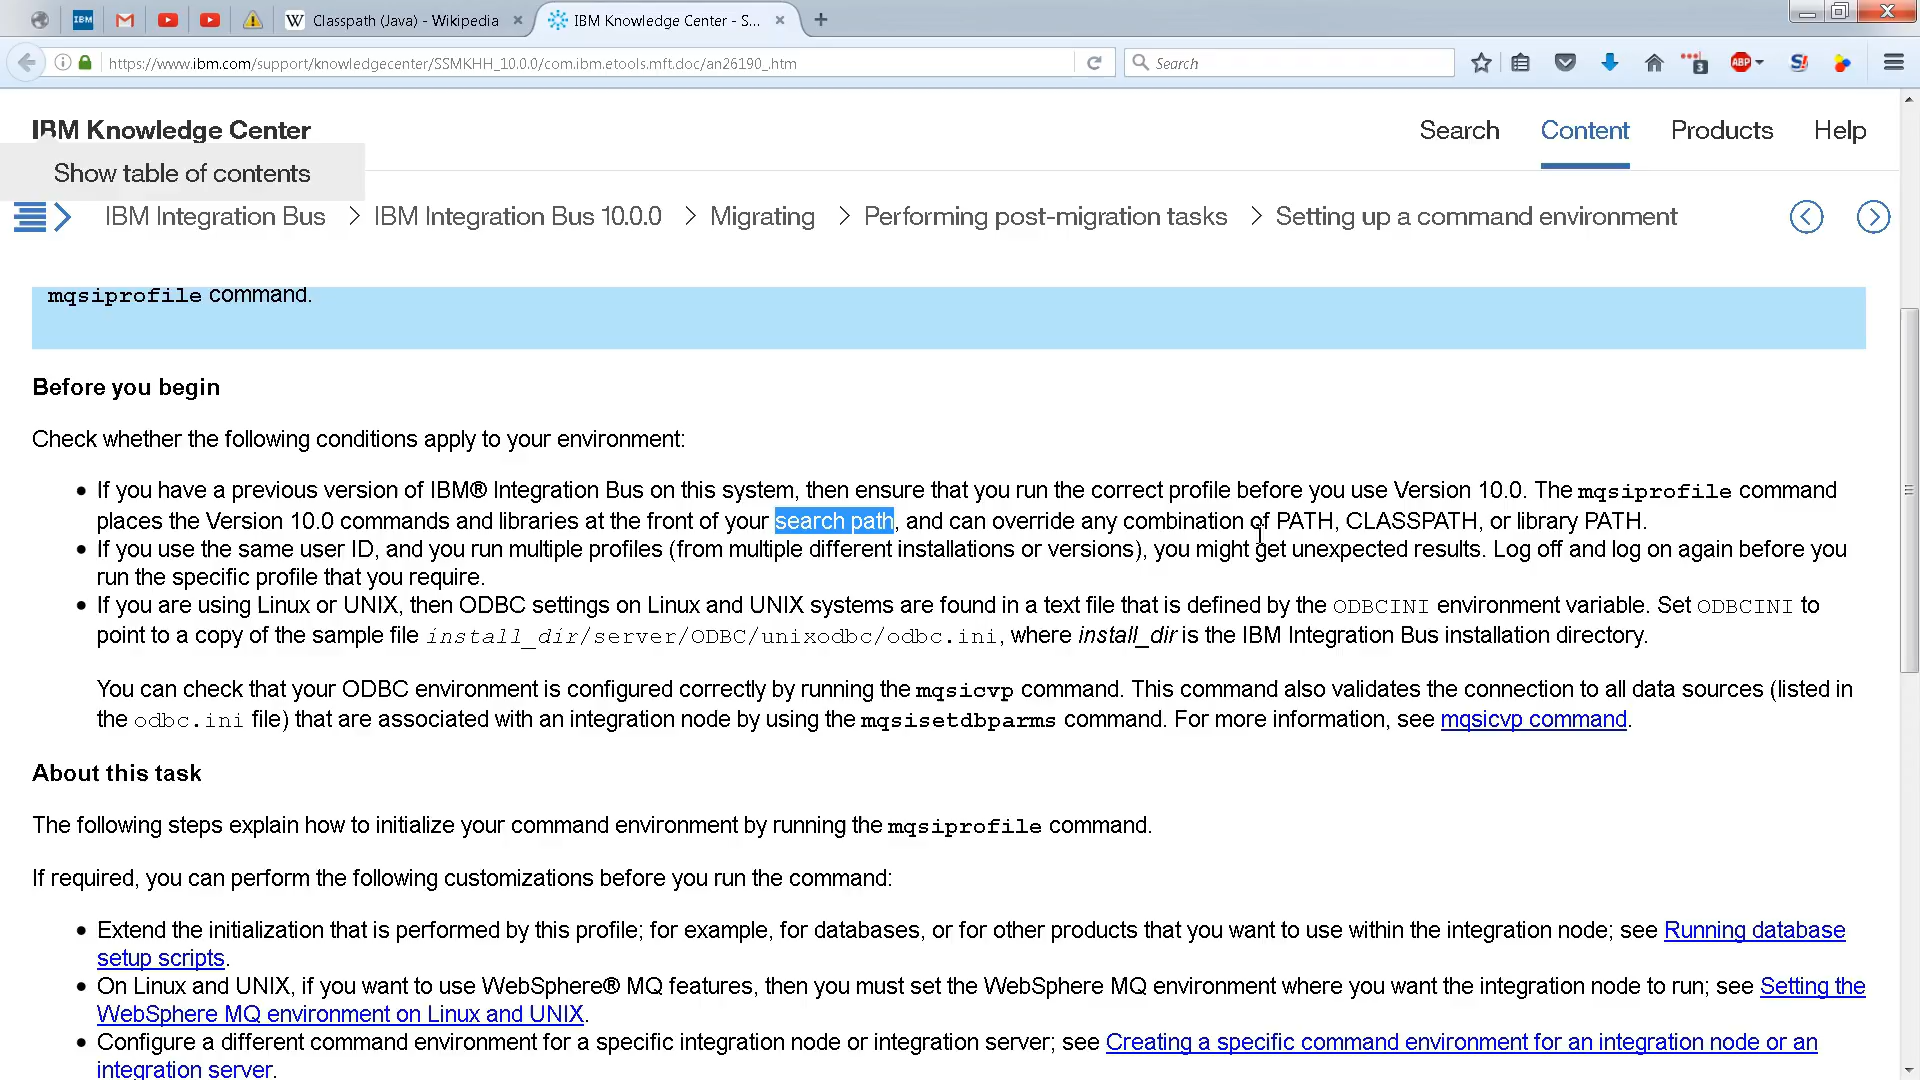 IBM
Classpath (Java) - Wikipedia
IBM Knowledge Center - S...
https://www.ibm.com/support/knowledgecenter/SSMKHH_10.0.0/com.ibm.etools.mft.doc/an26190_.htm
Search
3
ABP
IBM Knowledge Center
Search
Content
Products
Help
Show table of contents
IBM Integration Bus > IBM Integration Bus 10.0.0 > Migrating > Performing post-migration tasks > Setting up a command environment
mqsiprofile command.
Before you begin
Check whether the following conditions apply to your environment:
• If you have a previous version of IBM® Integration Bus on this system, then ensure that you run the correct profile before you use Version 10.0. The mqsiprofile command
places the Version 10.0 commands and libraries at the front of your search path, and can override any combination of PATH, CLASSPATH, or library PATH.
• If you use the same user ID, and you run multiple profiles (from multiple different installations or versions), you might get unexpected results. Log off and log on again before you
run the specific profile that you require.
• If you are using Linux or UNIX, then ODBC settings on Linux and UNIX systems are found in a text file that is defined by the ODBCINI environment variable. Set ODBCINI to
point to a copy of the sample file install_dir/server/ODBC/unixodbc/odbc.ini, where install_dir is the IBM Integration Bus installation directory.
You can check that your ODBC environment is configured correctly by running the mqsicvp command. This command also validates the connection to all data sources (listed in
the odbc.ini file) that are associated with an integration node by using the mqsisetdbparms command. For more information, see mqsicvp command.
About this task
The following steps explain how to initialize your command environment by running the mqsiprofile command.
If required, you can perform the following customizations before you run the command:
• Extend the initialization that is performed by this profile; for example, for databases, or for other products that you want to use within the integration node; see Running database
setup scripts.
• On Linux and UNIX, if you want to use WebSphere® MQ features, then you must set the WebSphere MQ environment where you want the integration node to run; see Setting the
WebSphere MQ environment on Linux and UNIX.
• Configure a different command environment for a specific integration node or integration server; see Creating a specific command environment for an integration node or an
integration server.